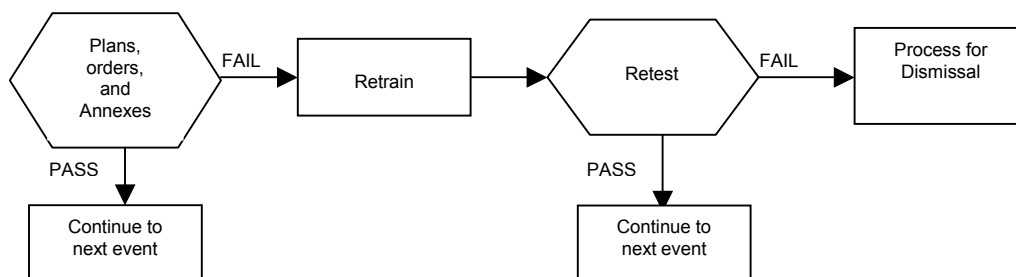 Plans,
orders,
and
Annexes
FAIL
Retrain
Retest
FAIL
Process for
Dismissal
PASS
Continue to
next event
PASS
Continue to
next event